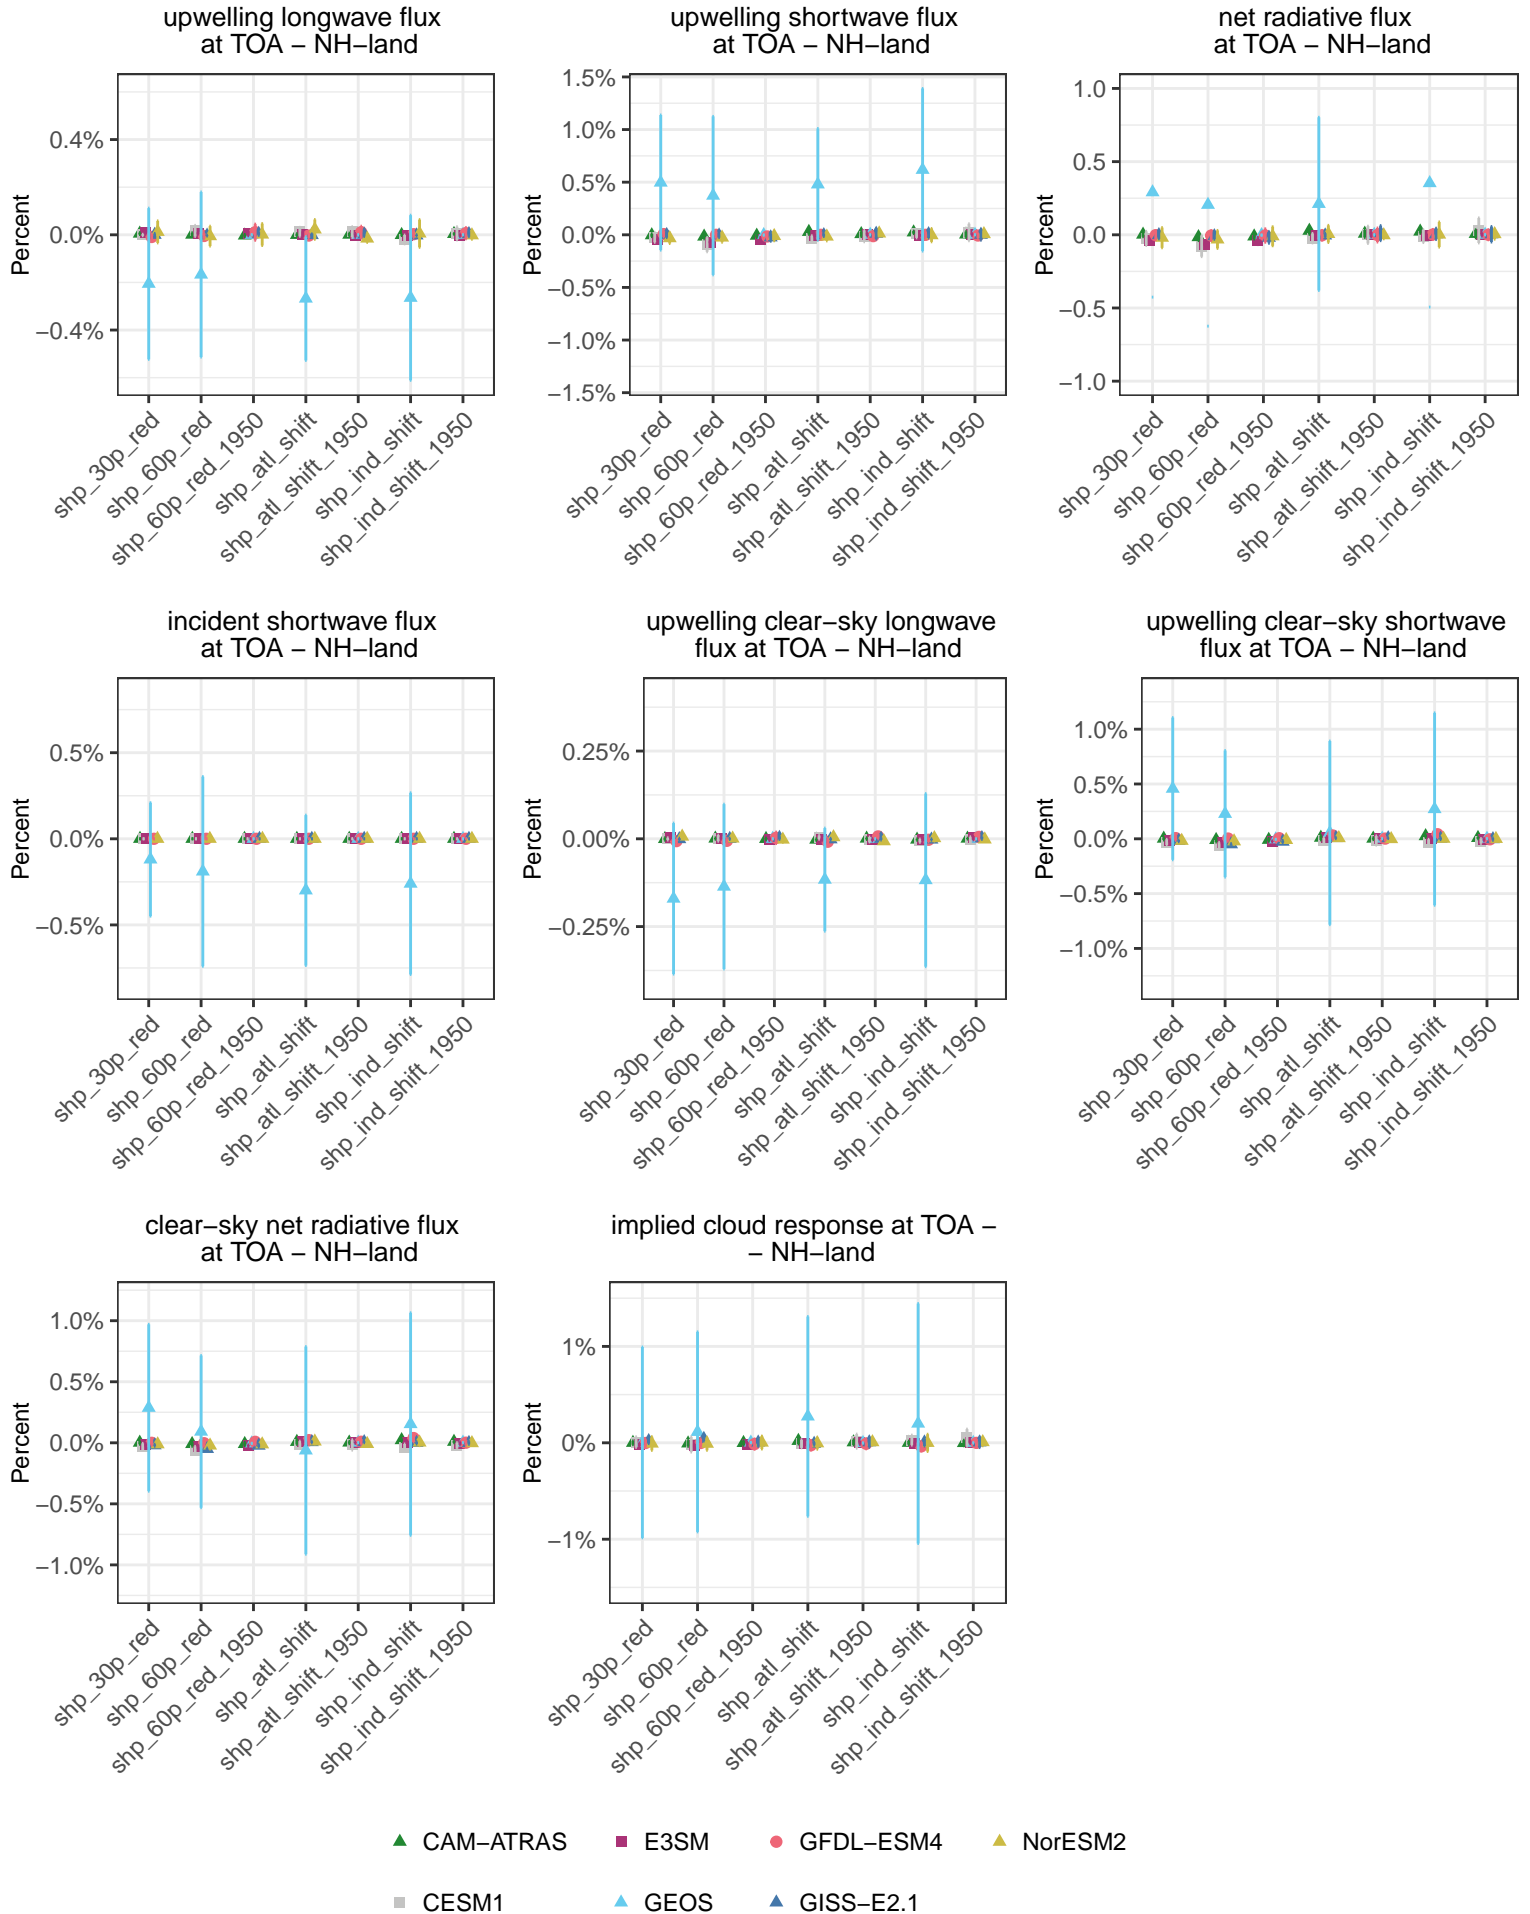 upwelling longwave flux
at TOA − NH−land
Percent
0.4%
0.0%
−0.4%
shp_30p_red
shp_60p_red
shp_60p_red_1950
shp_atl_shift
shp_atl_shift_1950
shp_ind_shift
shp_ind_shift_1950
upwelling shortwave flux
at TOA − NH−land
Percent
1.5%
1.0%
0.5%
0.0%
−0.5%
−1.0%
−1.5%
shp_30p_red
shp_60p_red
shp_60p_red_1950
shp_atl_shift
shp_atl_shift_1950
shp_ind_shift
shp_ind_shift_1950
net radiative flux
at TOA − NH−land
Percent
1.0
0.5
0.0
−0.5
−1.0
shp_30p_red
shp_60p_red
shp_60p_red_1950
shp_atl_shift
shp_atl_shift_1950
shp_ind_shift
shp_ind_shift_1950
incident shortwave flux
at TOA − NH−land
Percent
0.5%
0.0%
−0.5%
shp_30p_red
shp_60p_red
shp_60p_red_1950
shp_atl_shift
shp_atl_shift_1950
shp_ind_shift
shp_ind_shift_1950
upwelling clear−sky longwave
flux at TOA − NH−land
Percent
0.25%
0.00%
−0.25%
shp_30p_red
shp_60p_red
shp_60p_red_1950
shp_atl_shift
shp_atl_shift_1950
shp_ind_shift
shp_ind_shift_1950
upwelling clear−sky shortwave
flux at TOA − NH−land
Percent
1.0%
0.5%
0.0%
−0.5%
−1.0%
shp_30p_red
shp_60p_red
shp_60p_red_1950
shp_atl_shift
shp_atl_shift_1950
shp_ind_shift
shp_ind_shift_1950
clear−sky net radiative flux
at TOA − NH−land
Percent
1.0%
0.5%
0.0%
−0.5%
−1.0%
shp_30p_red
shp_60p_red
shp_60p_red_1950
shp_atl_shift
shp_atl_shift_1950
shp_ind_shift
shp_ind_shift_1950
implied cloud response at TOA −
− NH−land
Percent
1%
0%
−1%
shp_30p_red
shp_60p_red
shp_60p_red_1950
shp_atl_shift
shp_atl_shift_1950
shp_ind_shift
shp_ind_shift_1950
CAM−ATRAS
E3SM
GFDL−ESM4
NorESM2
CESM1
GEOS
GISS−E2.1